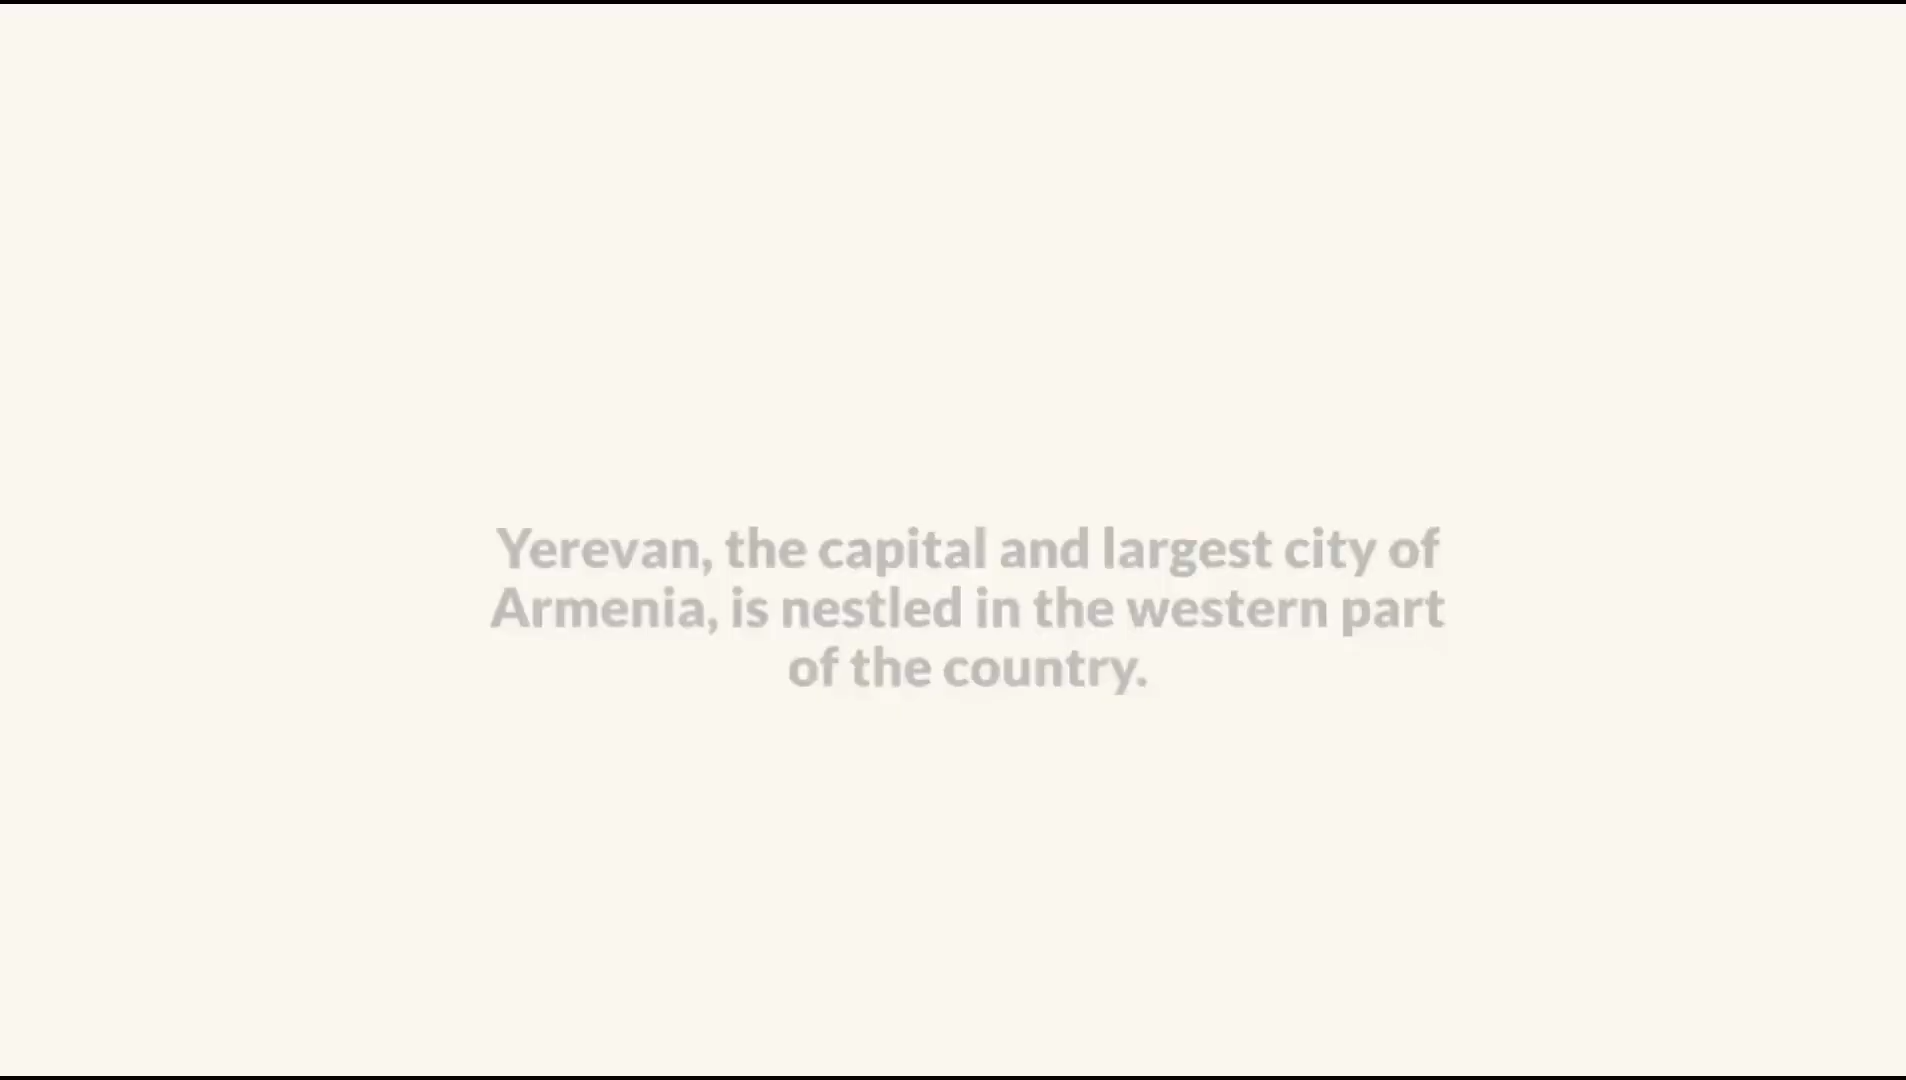 Yerevan, the capital and largest city of
Armenia, is nestled in the western part
of the country.